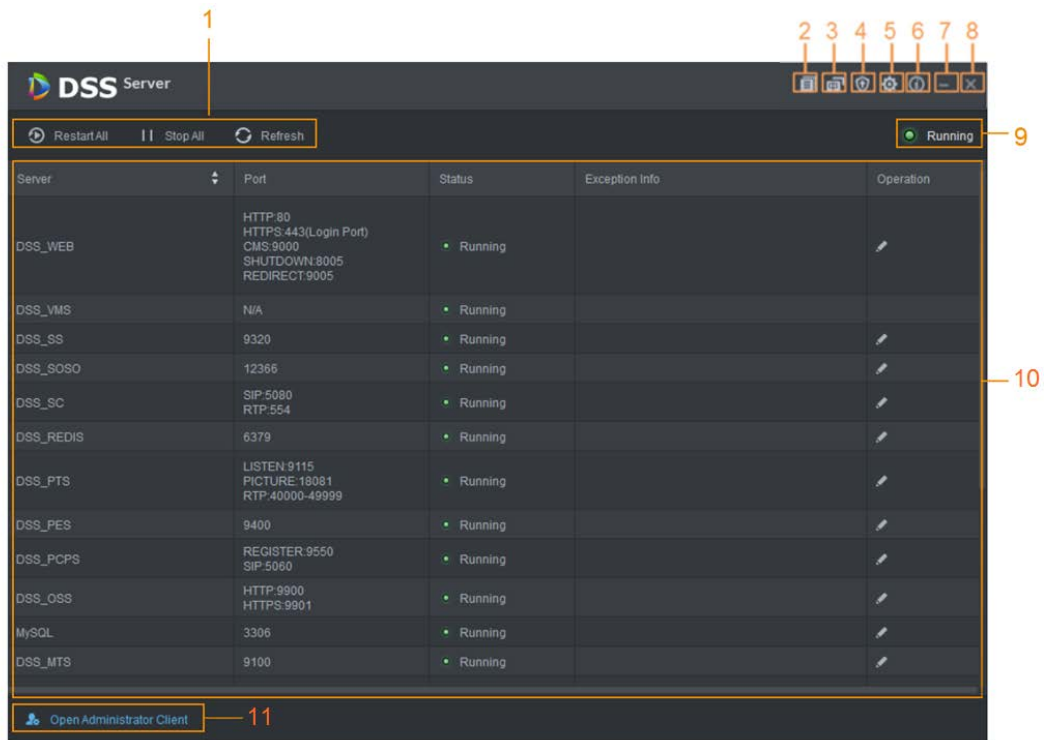 1
2 3 4 5 6 7 8
DSS Server
Restart All Stop All Refresh
Running
9
Server Port Status Exception Info Operation
DSS_WEB
HTTP:80
HTTPS:443(Login Port)
CMS:9000
SHUTDOWN:8005
REDIRECT:9005
Running
DSS_VMS N/A Running
DSS_SS 9320 Running
DSS_SOSO 12366 Running
10
DSS_SC
SIP:5080
RTP:554
Running
DSS_REDIS 6379 Running
DSS_PTS
LISTEN:9115
PICTURE:18081
RTP:40000-49999
Running
DSS_PES 9400 Running
DSS_PCPS
REGISTER:9550
SIP:5060
Running
DSS_OSS
HTTP:9900
HTTPS:9901
Running
MySQL 3306 Running
DSS_MTS 9100 Running
Open Administrator Client
11